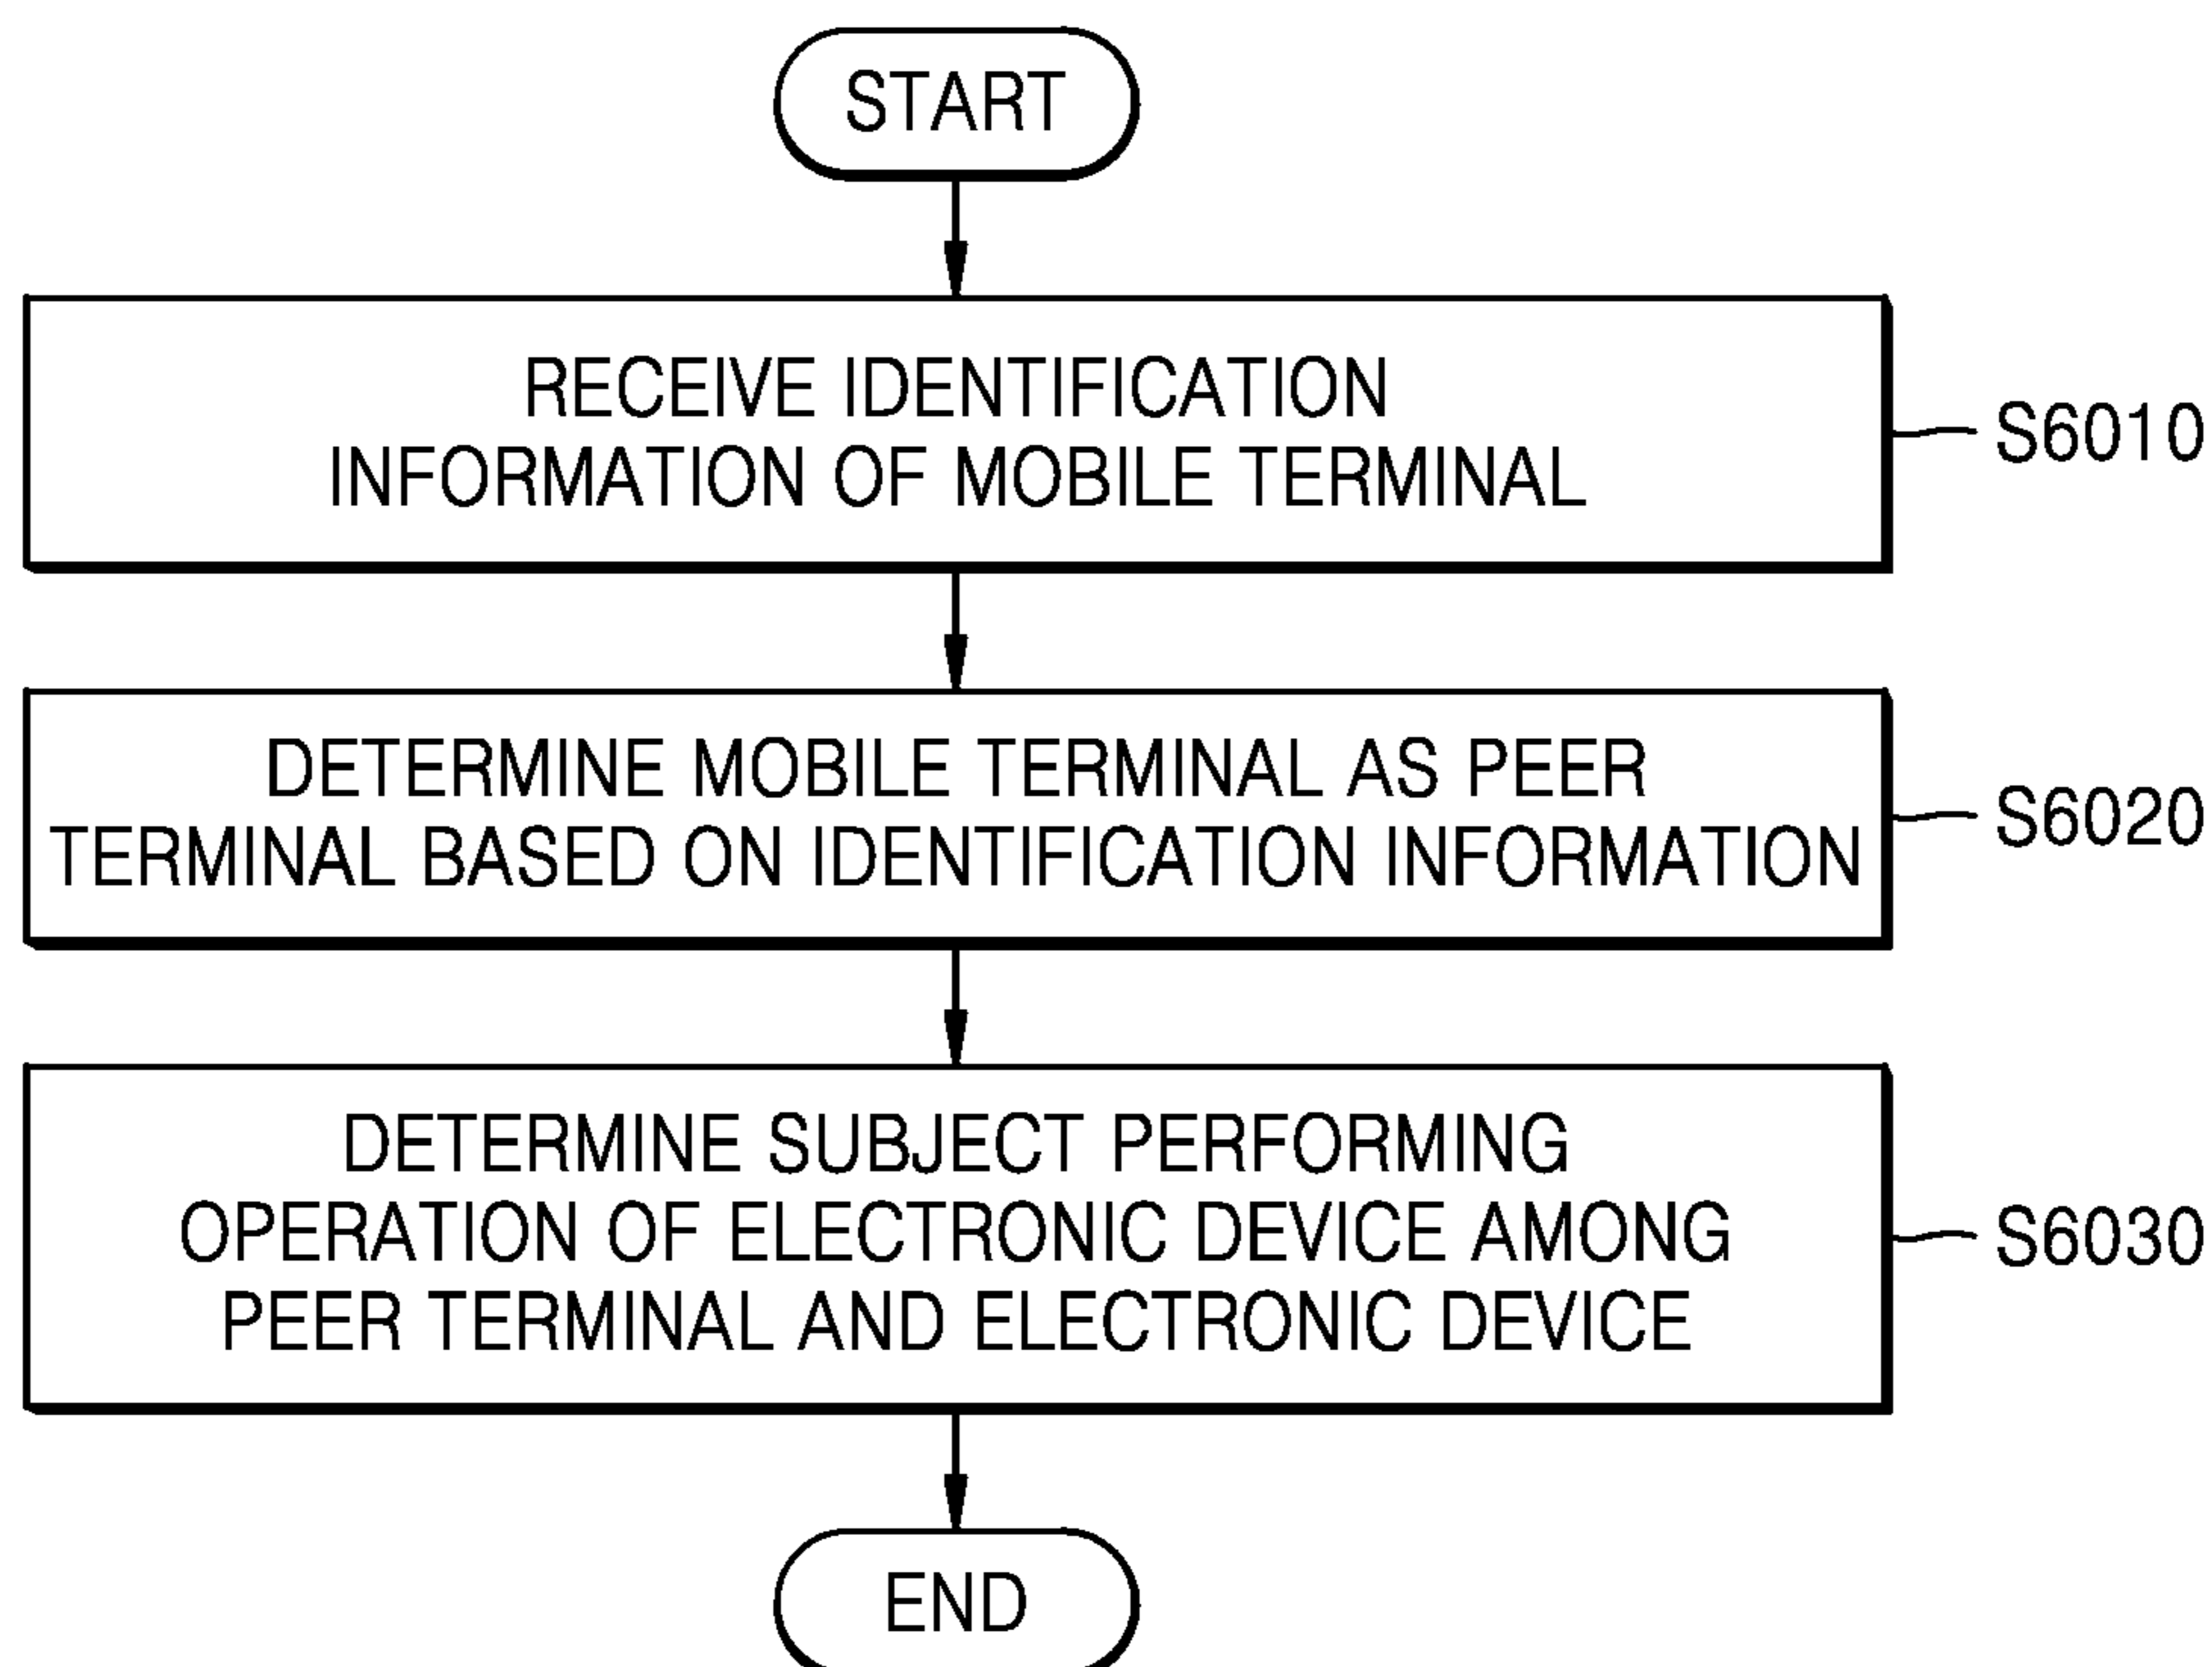 START
RECEIVE IDENTIFICATION
INFORMATION OF MOBILE TERMINAL
S6010
DETERMINE MOBILE TERMINAL AS PEER
TERMINAL BASED ON IDENTIFICATION INFORMATION
S6020
DETERMINE SUBJECT PERFORMING
OPERATION OF ELECTRONIC DEVICE AMONG
PEER TERMINAL AND ELECTRONIC DEVICE
S6030
END